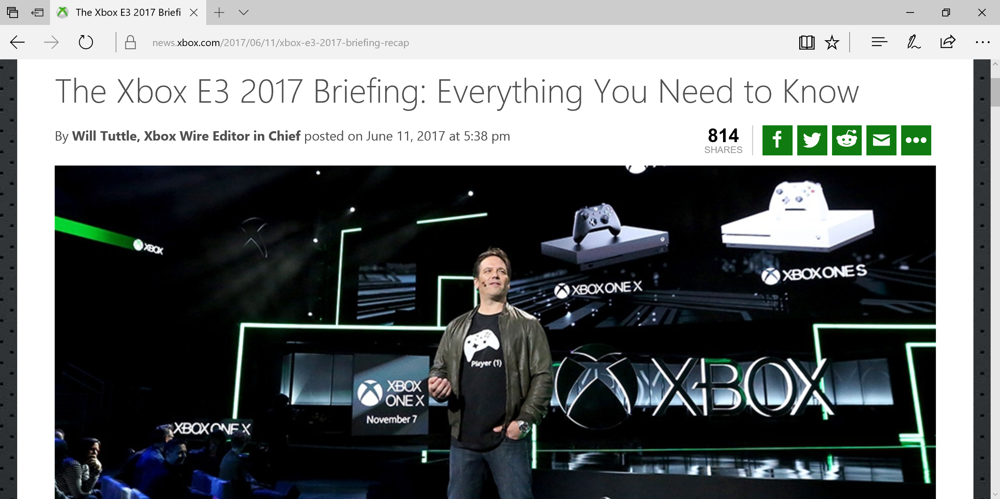 The Xbox E3 2017 Briefi
news.xbox.com/2017/06/11/xbox-e3-2017-briefing-recap
The Xbox E3 2017 Briefing: Everything You Need to Know
By Will Tuttle, Xbox Wire Editor in Chief posted on June 11, 2017 at 5:38 pm
814
SHARES
XBOX
XBOX ONE X
XBOX ONE S
Player (1)
XBOX
ONE X
November 7
XBOX
XBOX ONE X